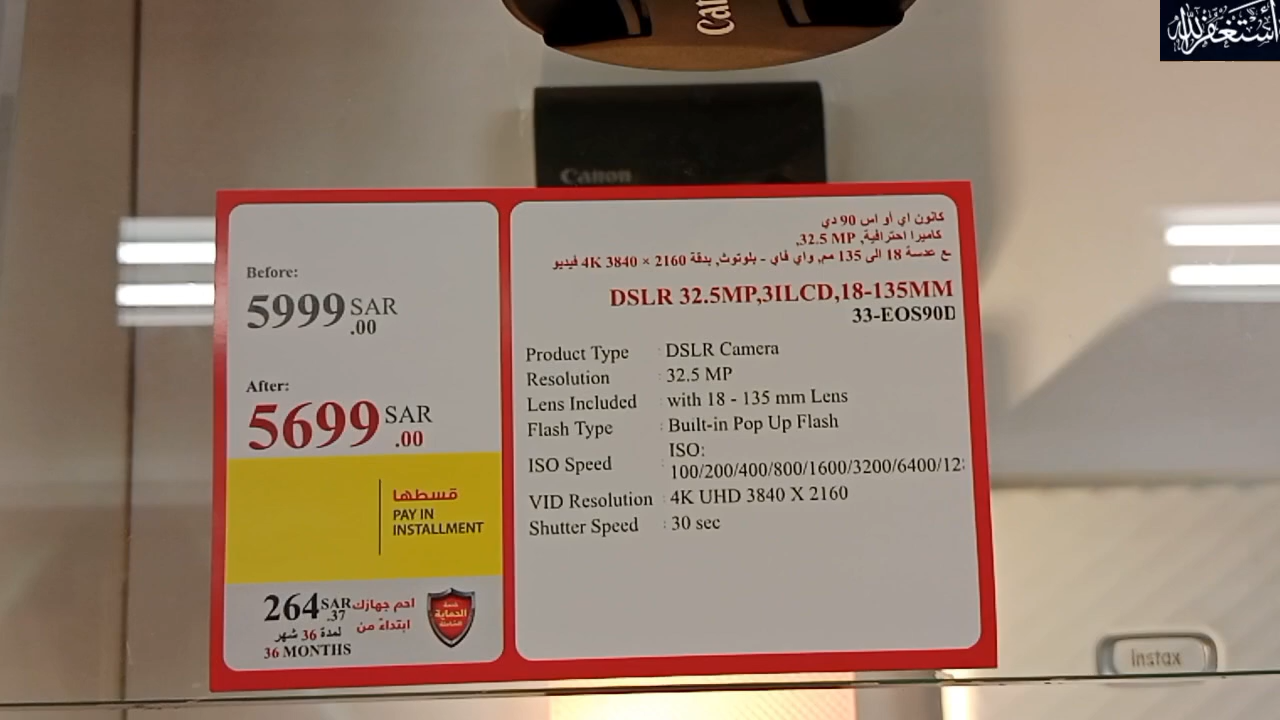 أستغفر الله
Can
Canon
Before:
5999 SAR .00
After:
5699 SAR .00
قسطها
PAY IN
INSTALLMENT
264 SAR .37
احم جهازك
ابتداءً من
لمدة 36 شهر
36 MONTHS
الحماية
كانون اي أو اس 90 دي
كاميرا احترافية, 32.5 MP,
مع عدسة 18 الى 135 مم, واي فاي - بلوتوث, بدقة 2160 × 3840 4K فيديو
DSLR 32.5MP,3ILCD,18-135MM
33-EOS90D
Product Type : DSLR Camera
Resolution : 32.5 MP
Lens Included : with 18 - 135 mm Lens
Flash Type : Built-in Pop Up Flash
ISO Speed : ISO:
100/200/400/800/1600/3200/6400/12
VID Resolution : 4K UHD 3840 X 2160
Shutter Speed : 30 sec
instax